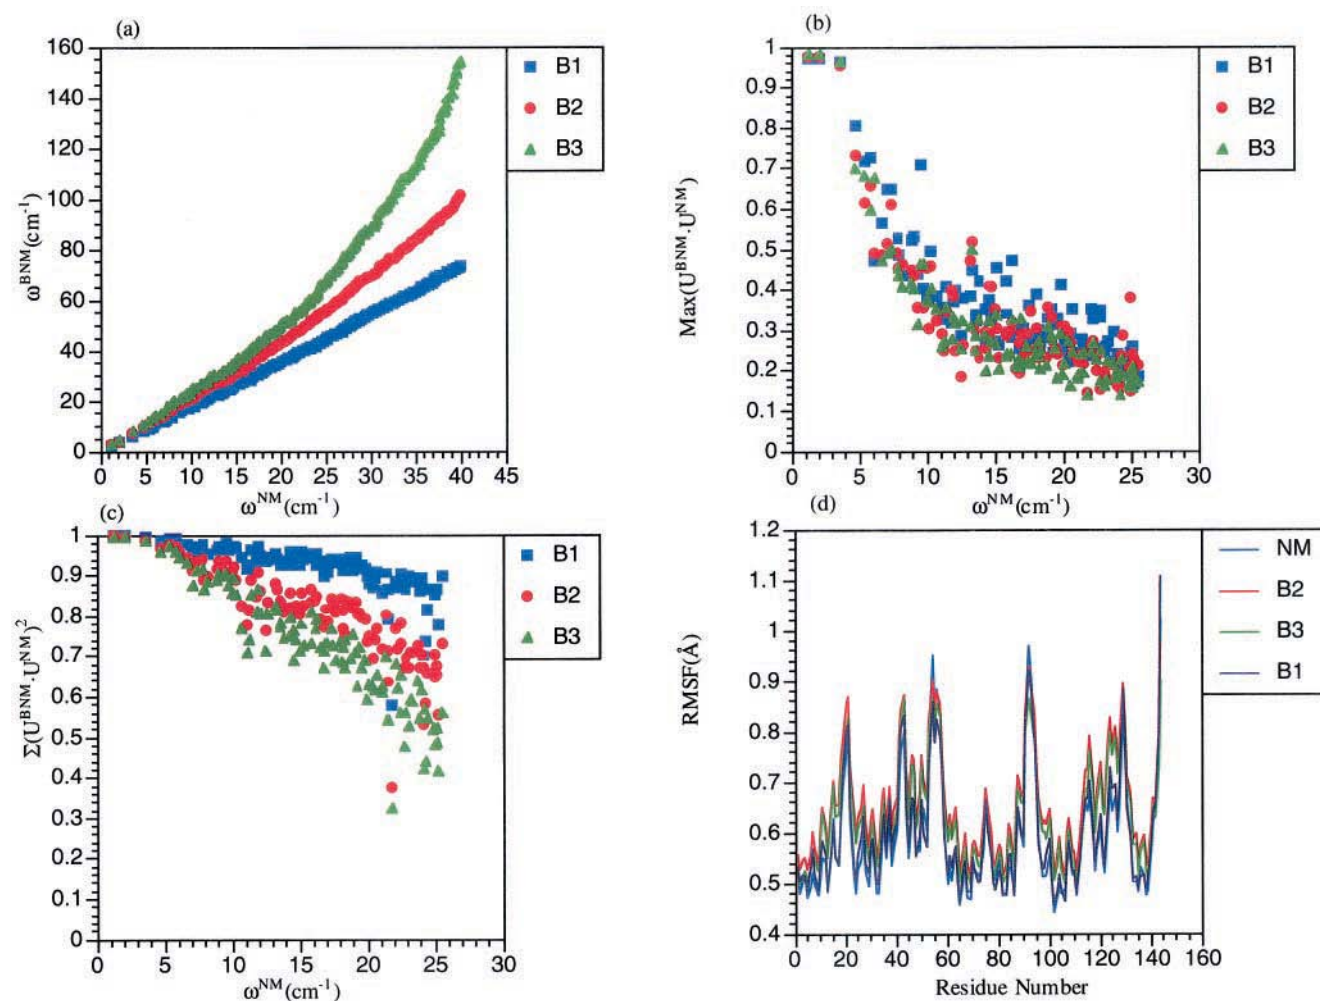 (a)
160
140
120
100
80
60
40
20
0
ω^BNM(cm^-1)
0 5 10 15 20 25 30 35 40 45
ω^NM(cm^-1)
B1
B2
B3
(b)
1
0.9
0.8
0.7
0.6
0.5
0.4
0.3
0.2
0.1
0
Max(U^BNM.U^NM)
0 5 10 15 20 25 30
ω^NM(cm^-1)
B1
B2
B3
(c)
1
0.9
0.8
0.7
0.6
0.5
0.4
0.3
0.2
0.1
0
Σ(U^BNM.U^NM)^2
0 5 10 15 20 25 30
ω^NM(cm^-1)
B1
B2
B3
(d)
1.2
1.1
1
0.9
0.8
0.7
0.6
0.5
0.4
RMSF(Å)
0 20 40 60 80 100 120 140 160
Residue Number
NM
B2
B3
B1